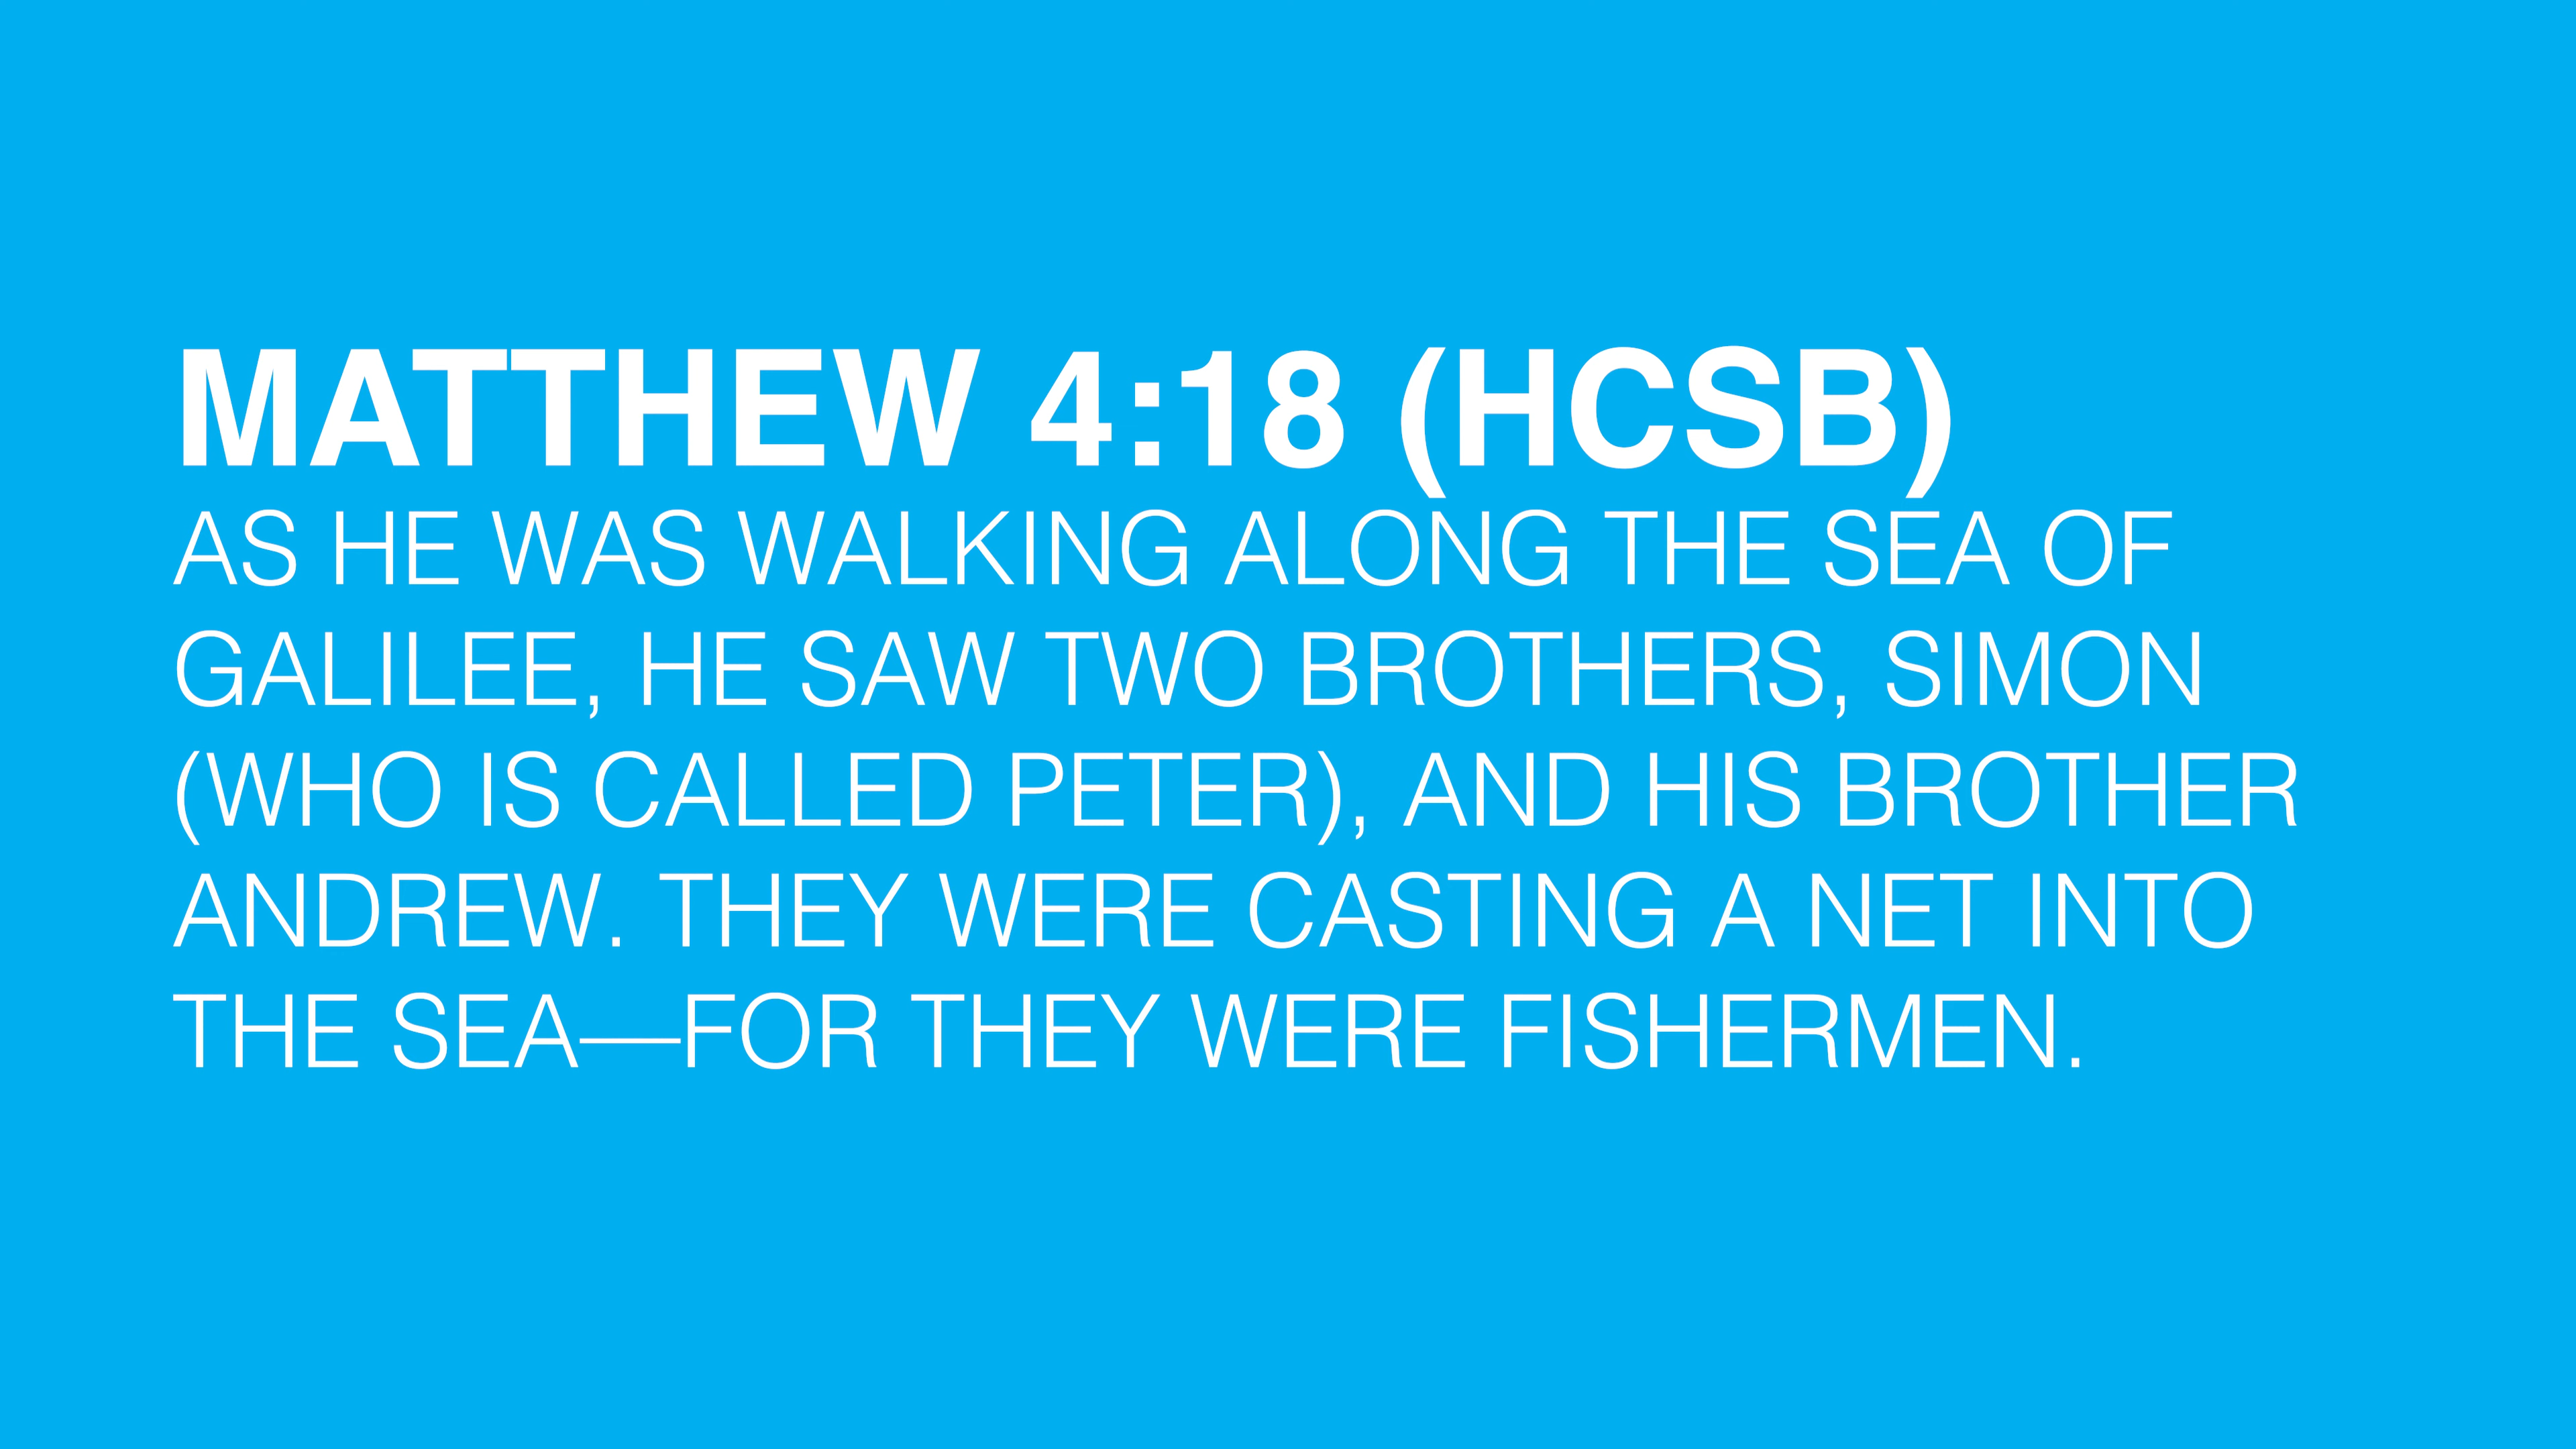 MATTHEW 4:18 (HCSB)
AS HE WAS WALKING ALONG THE SEA OF
GALILEE, HE SAW TWO BROTHERS, SIMON
(WHO IS CALLED PETER), AND HIS BROTHER
ANDREW. THEY WERE CASTING A NET INTO
THE SEA—FOR THEY WERE FISHERMEN.